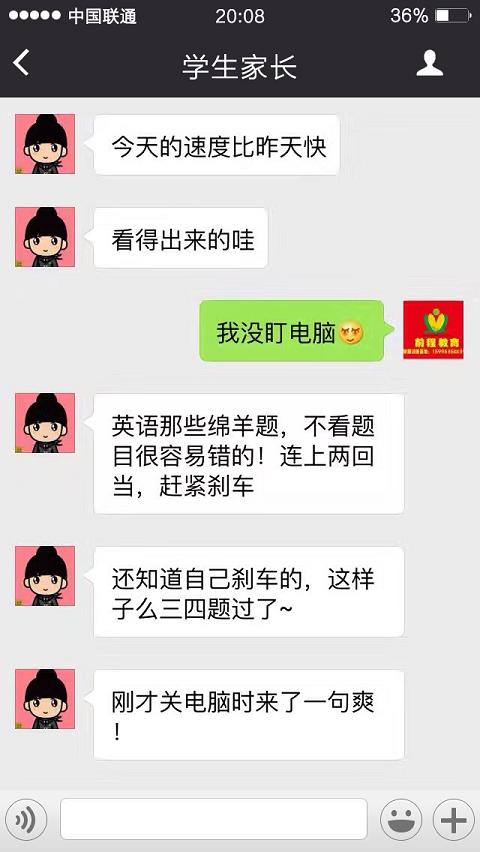 中国联通
20:08
36%
学生家长
今天的速度比昨天快
看得出来的哇
我没盯电脑
前程教育
英语那些绵羊题，不看题
目很容易错的！连上两回
当，赶紧刹车
还知道自己刹车的，这样
子么三四题过了~
刚才关电脑时来了一句爽
！